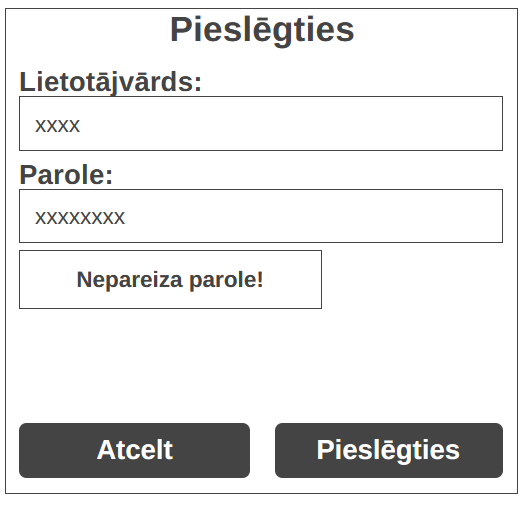 Pieslēgties
Lietotājvārds:
xxxx
Parole:
xxxxxxxx
Nepareiza parole!
Atcelt
Pieslēgties